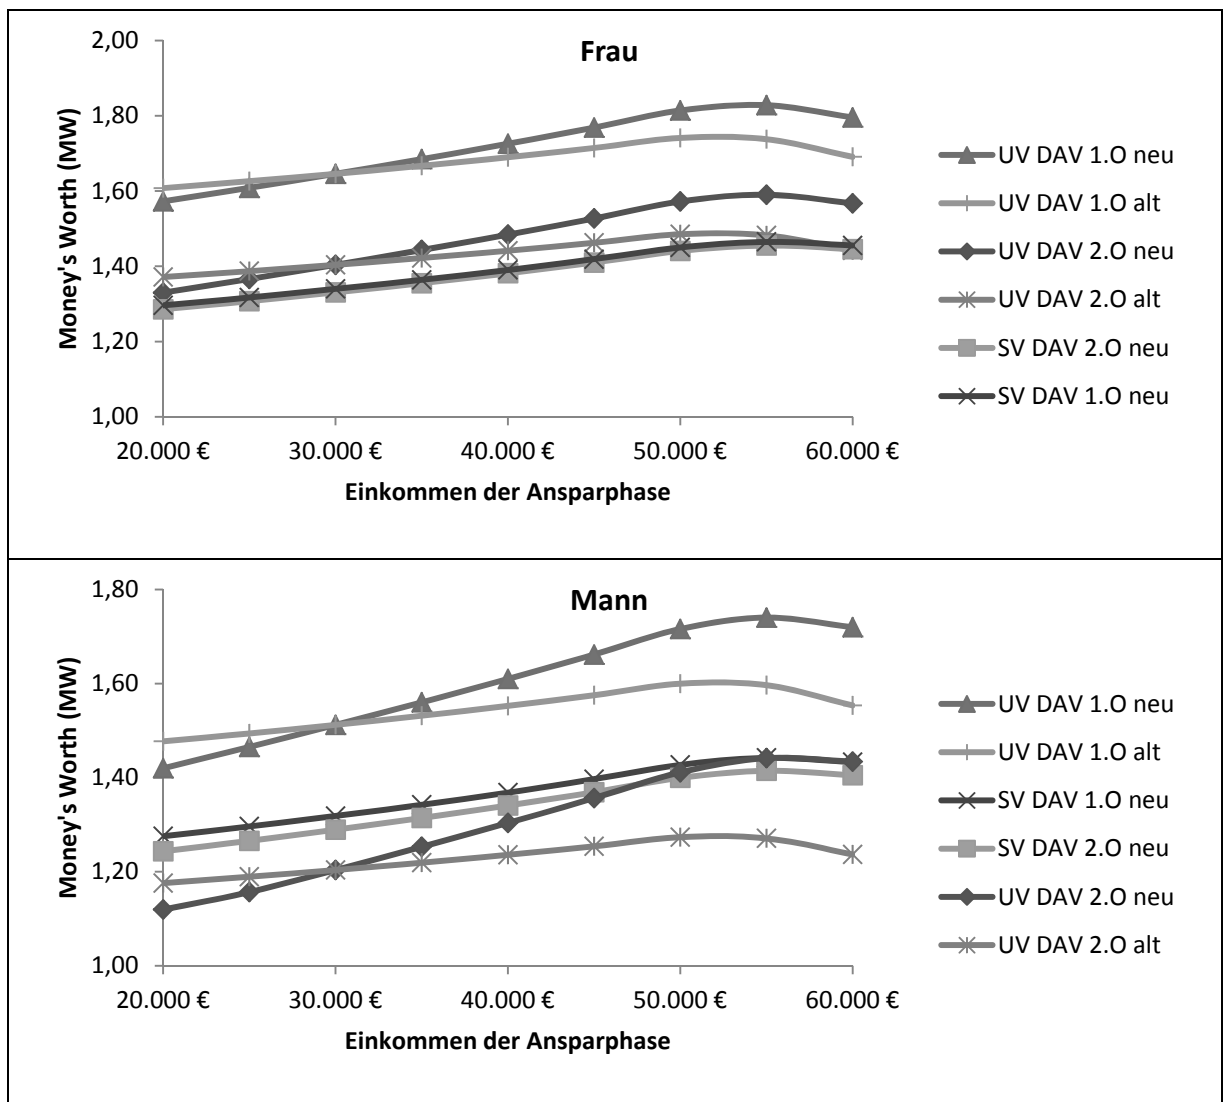 Frau
Money's Worth (MW)
2,00
1,80
1,60
1,40
1,20
1,00
20.000 € 30.000 € 40.000 € 50.000 € 60.000 €
Einkommen der Ansparphase
UV DAV 1.O neu
UV DAV 1.O alt
UV DAV 2.O neu
UV DAV 2.O alt
SV DAV 2.O neu
SV DAV 1.O neu
Mann
Money's Worth (MW)
1,80
1,60
1,40
1,20
1,00
20.000 € 30.000 € 40.000 € 50.000 € 60.000 €
Einkommen der Ansparphase
UV DAV 1.O neu
UV DAV 1.O alt
SV DAV 1.O neu
SV DAV 2.O neu
UV DAV 2.O neu
UV DAV 2.O alt